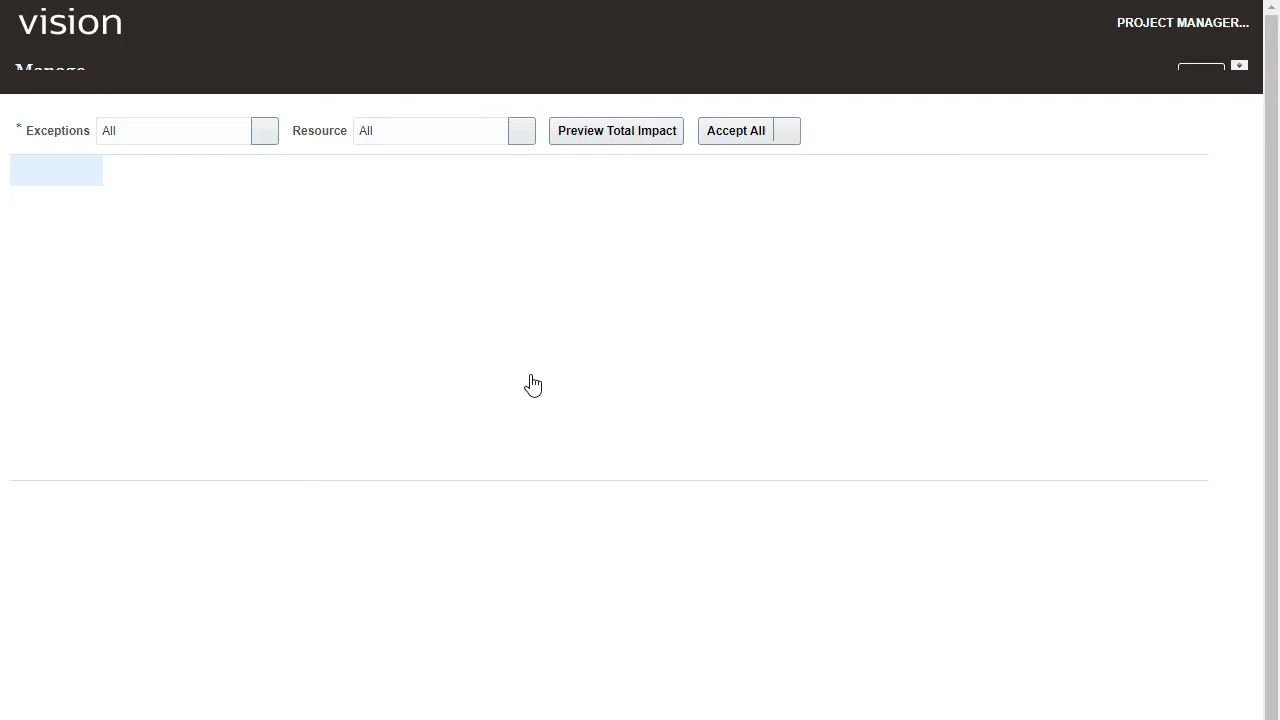 vision
PROJECT MANAGER...
Manage
* Exceptions All Resource All Preview Total Impact Accept All